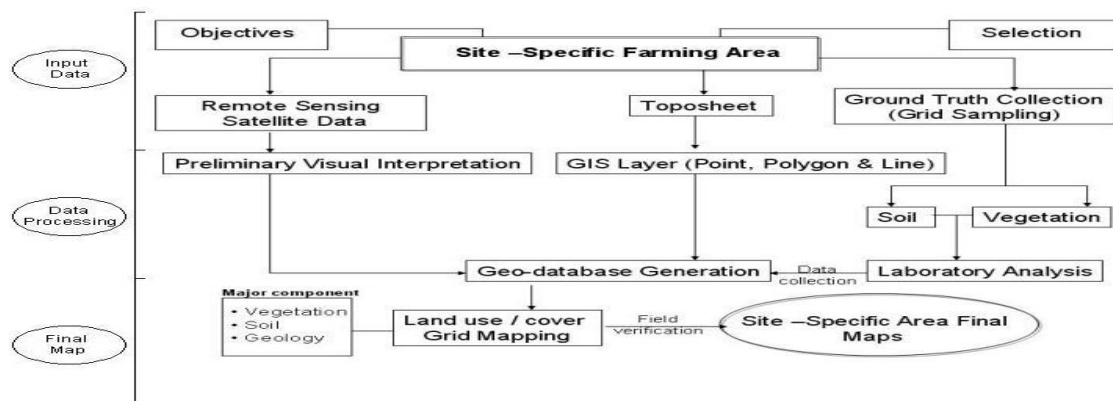 Objectives
Selection
Site –Specific Farming Area
Input
Data
Remote Sensing
Satellite Data
Toposheet
Ground Truth Collection
(Grid Sampling)
Preliminary Visual Interpretation
GIS Layer (Point, Polygon & Line)
Data
Processing
Soil
Vegetation
Geo-database Generation
Data
collection
Laboratory Analysis
Major component
• Vegetation
• Soil
• Geology
Land use / cover
Grid Mapping
Field
verification
Site –Specific Area Final
Maps
Final
Map